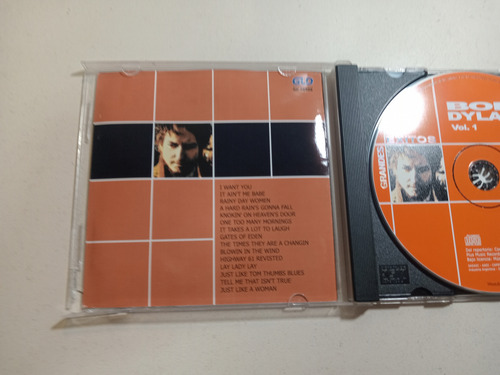 GLO
I WANT YOU
IT AIN'T ME BABE
RAINY DAY WOMEN
A HARD RAIN'S GONNA FALL
KNOKIN' ON HEAVEN'S DOOR
ONE TOO MANY MORNINGS
IT TAKES A LOT TO LAUGH
GATES OF EDEN
THE TIMES THEY ARE A CHANGIN
BLOWIN IN THE WIND
HIGHWAY 61 REVISITED
LAY LADY LAY
JUST LIKE TOM THUMBS BLUES
TELL ME THAT ISN'T TRUE
JUST LIKE A WOMAN
BOB
DYLA
Vol. 1
GRANDES
EXITOS